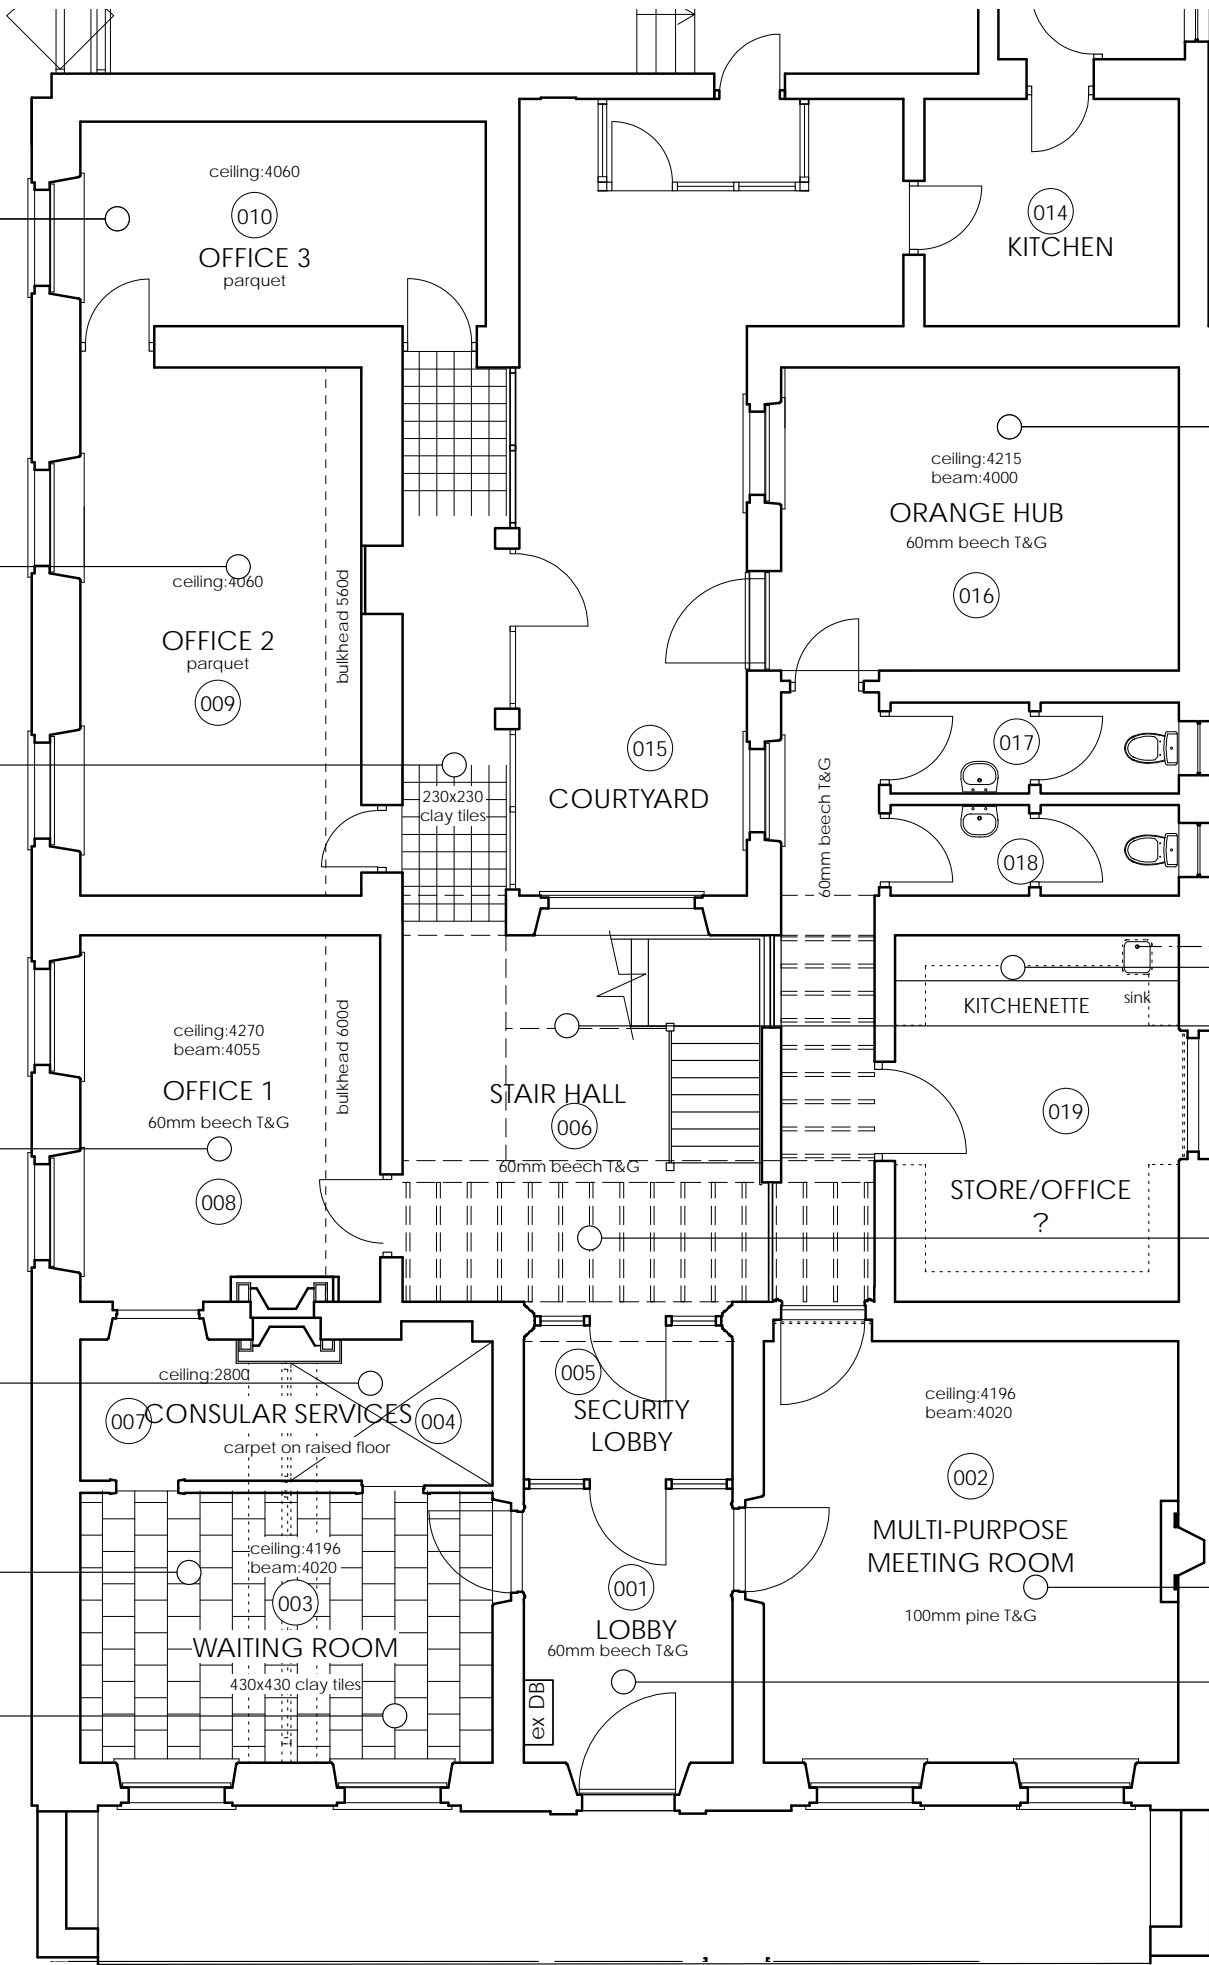 ceiling:4060
010
OFFICE 3
parquet
014
KITCHEN
ceiling:4215
beam:4000
ORANGE HUB
60mm beech T&G
016
ceiling:4060
OFFICE 2
parquet
009
bulkhead 560d
230x230
clay tiles
015
COURTYARD
60mm beech T&G
017
018
ceiling:4270
beam:4055
OFFICE 1
60mm beech T&G
008
bulkhead 600d
STAIR HALL
006
60mm beech T&G
KITCHENETTE
sink
019
STORE/OFFICE
?
ceiling:2800
007
CONSULAR SERVICES
004
carpet on raised floor
005
SECURITY
LOBBY
ceiling:4196
beam:4020
002
MULTI-PURPOSE
MEETING ROOM
100mm pine T&G
ceiling:4196
beam:4020
003
WAITING ROOM
430x430 clay tiles
001
LOBBY
60mm beech T&G
ex DB